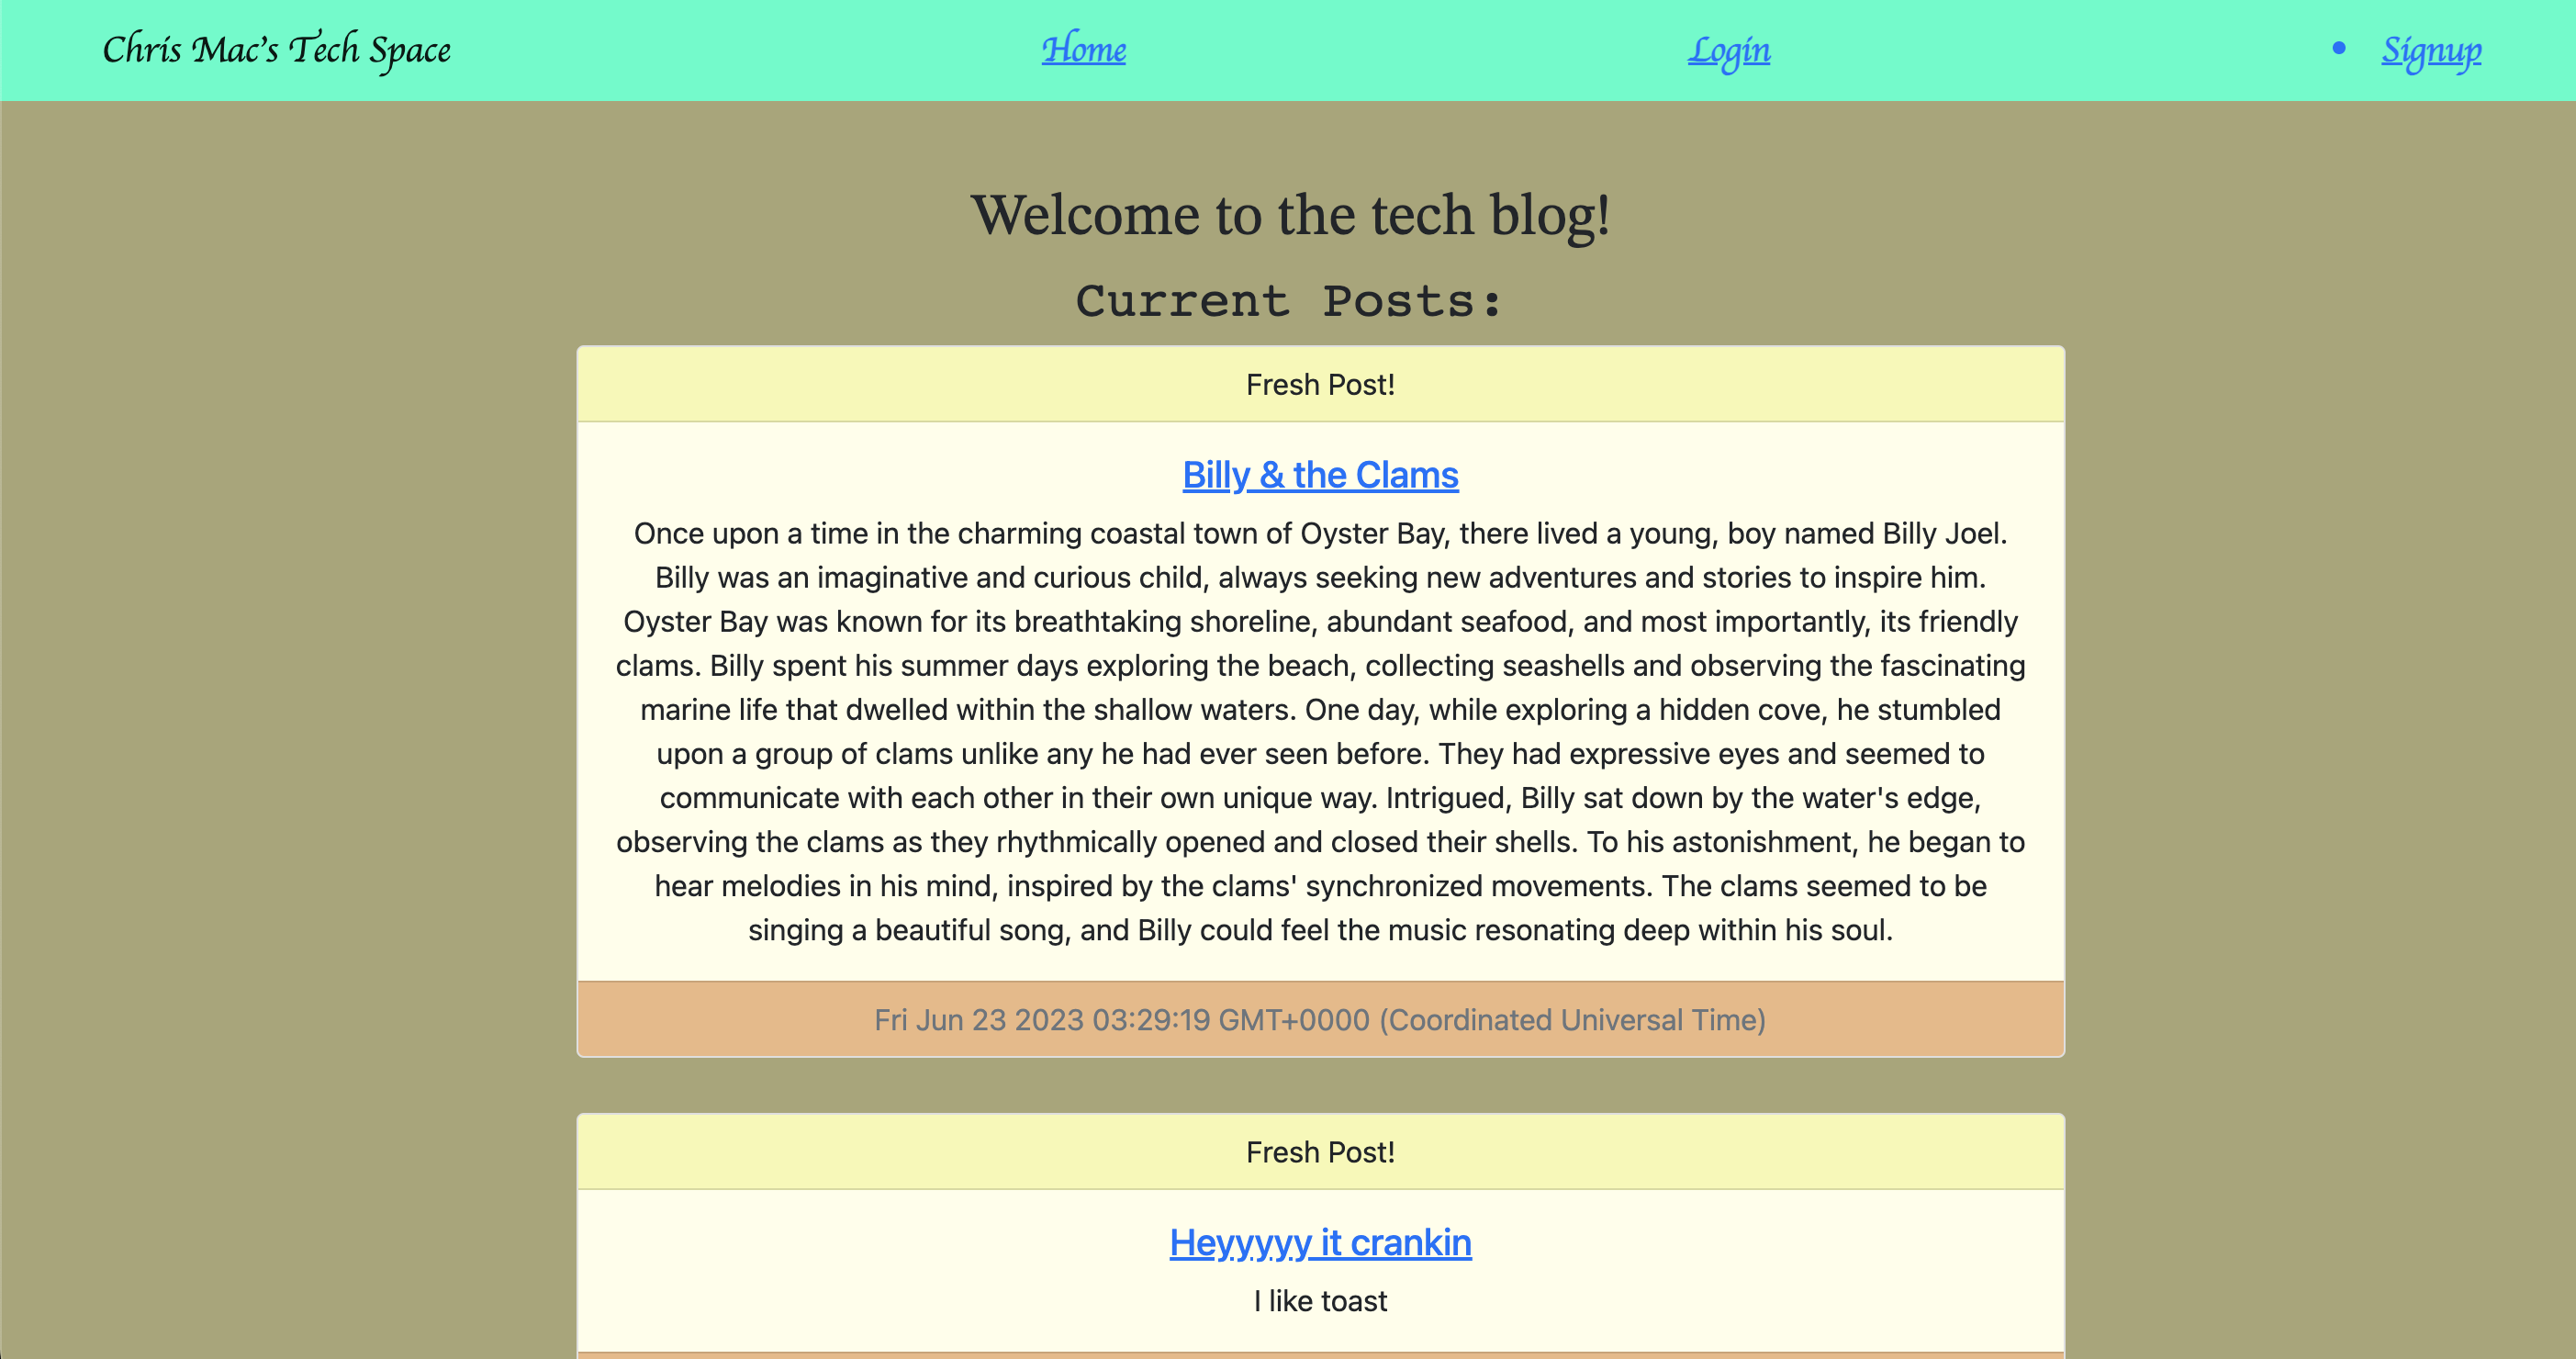 Chris Mac's Tech Space
Home
Login
• Signup
Welcome to the tech blog!
Current Posts:
Fresh Post!
Billy & the Clams
Once upon a time in the charming coastal town of Oyster Bay, there lived a young, boy named Billy Joel.
Billy was an imaginative and curious child, always seeking new adventures and stories to inspire him.
Oyster Bay was known for its breathtaking shoreline, abundant seafood, and most importantly, its friendly
clams. Billy spent his summer days exploring the beach, collecting seashells and observing the fascinating
marine life that dwelled within the shallow waters. One day, while exploring a hidden cove, he stumbled
upon a group of clams unlike any he had ever seen before. They had expressive eyes and seemed to
communicate with each other in their own unique way. Intrigued, Billy sat down by the water's edge,
observing the clams as they rhythmically opened and closed their shells. To his astonishment, he began to
hear melodies in his mind, inspired by the clams' synchronized movements. The clams seemed to be
singing a beautiful song, and Billy could feel the music resonating deep within his soul.
Fri Jun 23 2023 03:29:19 GMT+0000 (Coordinated Universal Time)
Fresh Post!
Heyyyyy it crankin
I like toast